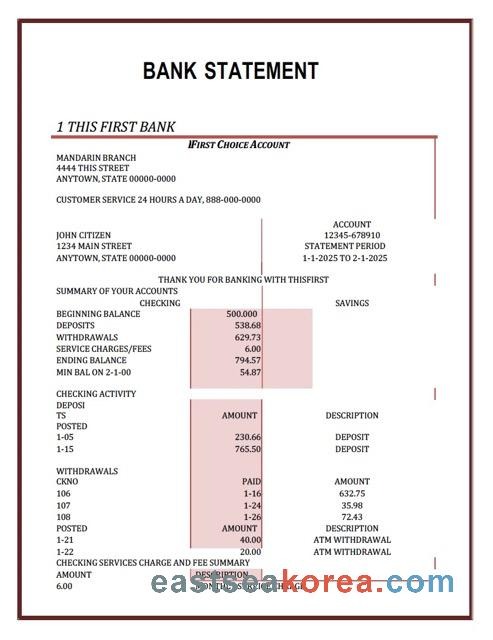 BANK STATEMENT
1 THIS FIRST BANK
1FIRST CHOICE ACCOUNT
MANDARIN BRANCH
4444 THIS STREET
ANYTOWN, STATE 00000-0000
CUSTOMER SERVICE 24 HOURS A DAY, 888-000-0000
ACCOUNT
JOHN CITIZEN 12345-678910
1234 MAIN STREET STATEMENT PERIOD
ANYTOWN, STATE 00000-0000 1-1-2025 TO 2-1-2025
THANK YOU FOR BANKING WITH THISFIRST
SUMMARY OF YOUR ACCOUNTS
CHECKING SAVINGS
BEGINNING BALANCE 500.000
DEPOSITS 538.68
WITHDRAWALS 629.73
SERVICE CHARGES/FEES 6.00
ENDING BALANCE 794.57
MIN BAL ON 2-1-00 54.87
CHECKING ACTIVITY
DEPOSI
TS AMOUNT DESCRIPTION
POSTED
1-05 230.66 DEPOSIT
1-15 765.50 DEPOSIT
WITHDRAWALS
CKNO PAID AMOUNT
106 1-16 632.75
107 1-24 35.98
108 1-26 72.43
POSTED AMOUNT DESCRIPTION
1-21 40.00 ATM WITHDRAWAL
1-22 20.00 ATM WITHDRAWAL
CHECKING SERVICES CHARGE AND FEE SUMMARY
AMOUNT DESCRIPTION
6.00 MONTHLY SERVICE CHARGE
eastseakorea.com